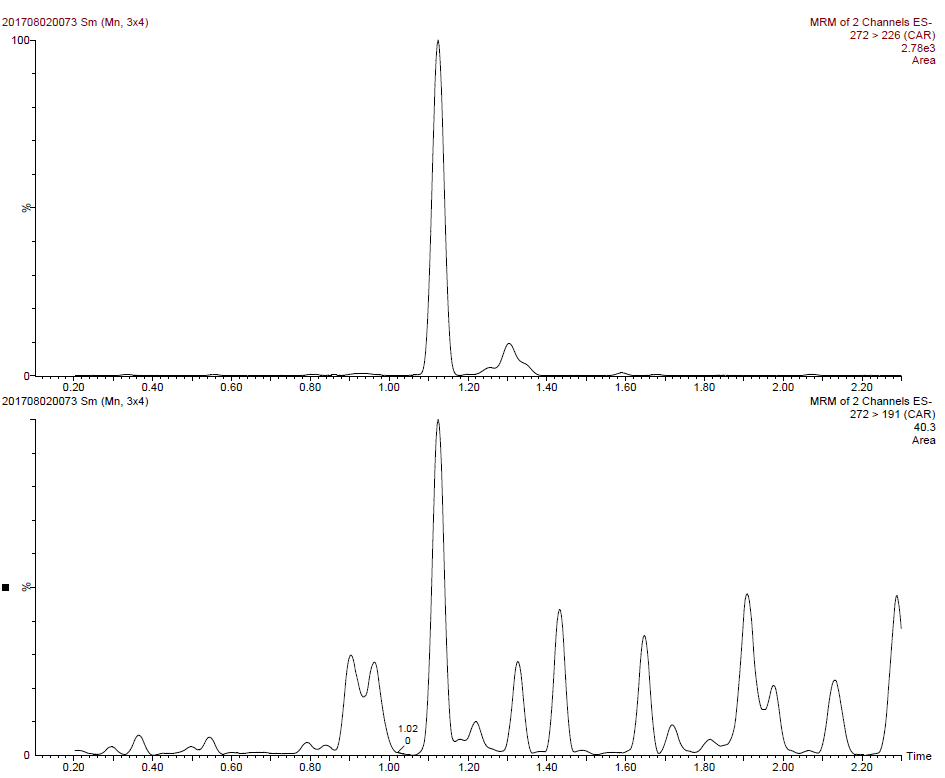 201708020073 Sm (Mn, 3x4)
MRM of 2 Channels ES-
272 > 226 (CAR)
2.78e3
Area
100
%
0
0.20 0.40 0.60 0.80 1.00 1.20 1.40 1.60 1.80 2.00 2.20
201708020073 Sm (Mn, 3x4)
MRM of 2 Channels ES-
272 > 191 (CAR)
40.3
Area
%
1.02
0
0
Time
0.20 0.40 0.60 0.80 1.00 1.20 1.40 1.60 1.80 2.00 2.20